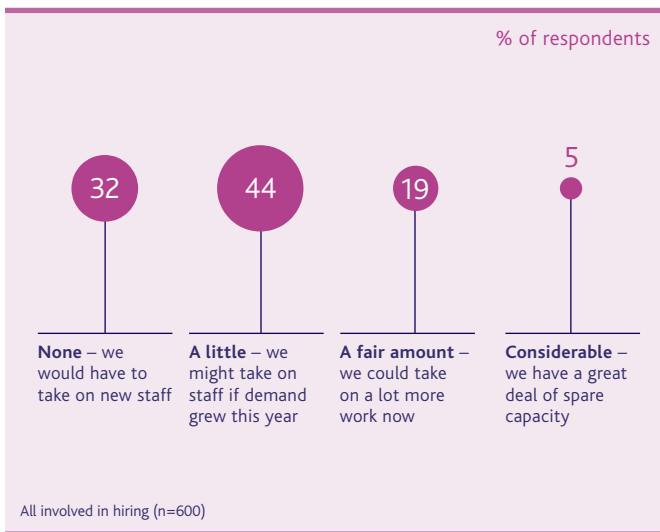 % of respondents
32
44
19
5
None – we
would have to
take on new staff
A little – we
might take on
staff if demand
grew this year
A fair amount –
we could take
on a lot more
work now
Considerable –
we have a great
deal of spare
capacity
All involved in hiring (n=600)